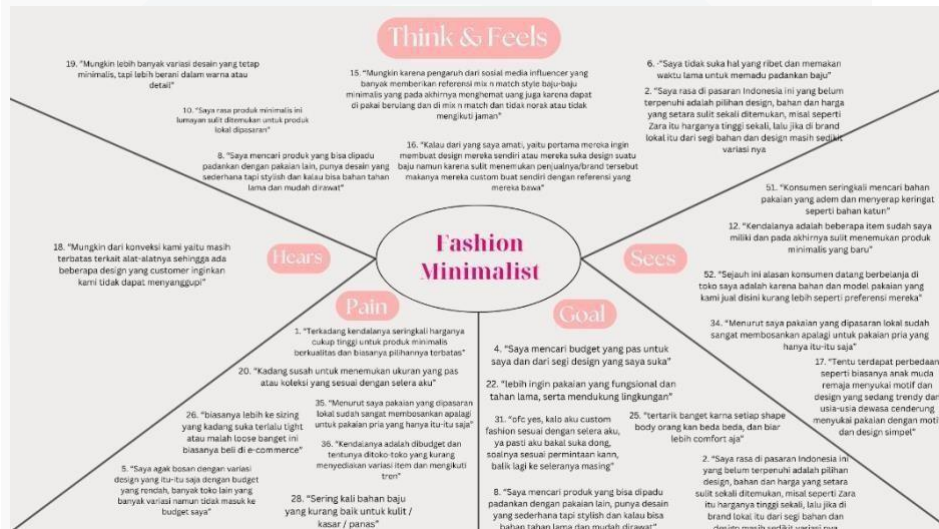 Think & Feels
19. "Mungkin lebih banyak variasi desain yang tetap
minimalis, tapi lebih berani dalam warna atau
detail"
10. "Saya rasa produk minimalis ini
lumayan sulit ditemukan untuk produk
lokal dipasaran"
8. "Saya mencari produk yang bisa dipadu
padankan dengan pakaian lain, punya desain yang
sederhana tapi stylish dan kalau bisa bahan tahan
lama dan mudah dirawat"
15. "Mungkin karena pengaruh dari sosial media influencer yang
banyak memberikan referensi mix n match style baju-baju
minimalis yang pada akhirnya menghemat uang juga karena dapat
di pakai berulang dan di mix n match dan tidak norak atau tidak
mengikuti jaman"
16. "Kalau dari yang saya amati, yaitu pertama mereka ingin
membuat design mereka sendiri atau mereka suka design suatu
baju namun karena sulit menemukan penjualnya/brand tersebut
makanya mereka custom buat sendiri dengan referensi yang
mereka bawa"
6. -"Saya tidak suka hal yang ribet dan memakan
waktu lama untuk memadu padankan baju"
2. "Saya rasa di pasaran Indonesia ini yang belum
terpenuhi adalah pilihan design, bahan dan harga
yang setara sulit sekali ditemukan, misal seperti
Zara itu harganya tinggi sekali, lalu jika di brand
lokal itu dari segi bahan dan design masih sedikit
variasi nya
Hears
18. "Mungkin dari konveksi kami yaitu masih
terbatas terkait alat-alatnya sehingga ada
beberapa design yang customer inginkan
kami tidak dapat menyanggupi"
Fashion
Minimalist
Sees
51. "Konsumen seringkali mencari bahan
pakaian yang adem dan menyerap keringat
seperti bahan katun"
12. "Kendalanya adalah beberapa item sudah saya
miliki dan pada akhirnya sulit menemukan produk
minimalis yang baru"
52. "Sejauh ini alasan konsumen datang berbelanja di
toko saya adalah karena bahan dan model pakaian yang
kami jual disini kurang lebih seperti preferensi mereka"
34. "Menurut saya pakaian yang dipasaran lokal sudah
sangat membosankan apalagi untuk pakaian pria yang
hanya itu-itu saja"
17. "Tentu terdapat perbedaan
seperti biasanya anak muda
remaja menyukai motif dan
design yang sedang trendy dan
usia-usia dewasa cenderung
menyukai pakaian dengan moti
dan design simpel"
Pain
1. "Terkadang kendalanya seringkali harganya
cukup tinggi untuk produk minimalis
berkualitas dan biasanya pilihannya terbatas"
20. "Kadang susah untuk menemukan ukuran yang pas
atau koleksi yang sesuai dengan selera aku"
26. "biasanya lebih ke sizing
yang kadang suka terlalu tight
atau malah loose banget ini
biasanya beli di e-commerce"
35. "Menurut saya pakaian yang dipasaran
lokal sudah sangat membosankan apalagi
untuk pakaian pria yang hanya itu-itu saja"
36. "Kendalanya adalah dibudget dan
tentunya ditoko-toko yang kurang
menyediakan variasi item dan mengikuti
tren"
5. "Saya agak bosan dengan variasi
design yang itu-itu saja dengan budget
yang rendah, banyak toko lain yang
banyak variasi namun tidak masuk ke
budget saya"
28. "Sering kali bahan baju
yang kurang baik untuk kulit /
kasar / panas"
Goal
4. "Saya mencari budget yang pas untuk
saya dan dari segi design yang saya suka"
22. "lebih ingin pakaian yang fungsional dan
tahan lama, serta mendukung lingkungan"
31. "ofc yes, kalo aku custom
fashion sesuai dengan selera aku,
ya pasti aku bakal suka dong,
soalnya sesuai permintaan kann,
balik lagi ke seleranya masing"
25. "tertarik banget karna setiap shape
body orang kan beda beda, dan biar
lebih comfort aja"
8. "Saya mencari produk yang bisa dipadu
padankan dengan pakaian lain, punya desain
yang sederhana tapi stylish dan kalau bisa
bahan tahan lama dan mudah dirawat"
2. "Saya rasa di pasaran Indonesia ini
yang belum terpenuhi adalah pilihan
design, bahan dan harga yang setara
sulit sekali ditemukan, misal seperti Zara
itu harganya tinggi sekali, lalu jika di
brand lokal itu dari segi bahan dan
design masih sedikit variasi nya